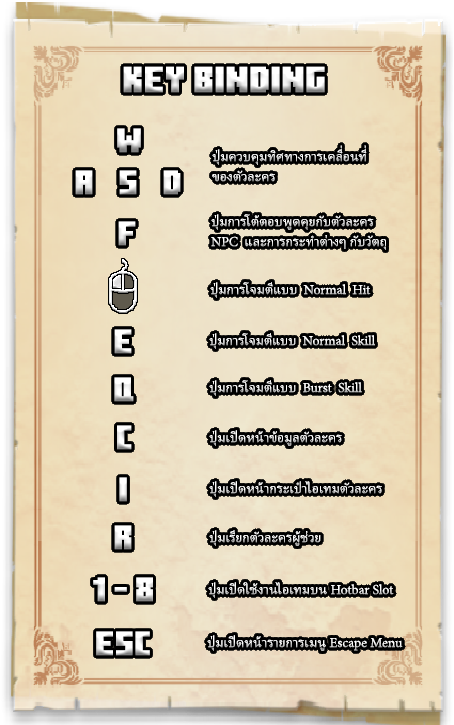 KEY BINDING
W
A S D
ปุ่มควบคุมทิศทางการเคลื่อนที่
ของตัวละคร
F
ปุ่มการโต้ตอบพูดคุยกับตัวละคร
NPC และการกระทำต่างๆ กับวัตถุ
ปุ่มการโจมตีแบบ Normal Hit
E
ปุ่มการโจมตีแบบ Normal Skill
Q
ปุ่มการโจมตีแบบ Burst Skill
C
ปุ่มเปิดหน้าข้อมูลตัวละคร
I
ปุ่มเปิดหน้ากระเป๋าไอเทมตัวละคร
R
ปุ่มเรียกตัวละครผู้ช่วย
1-8
ปุ่มเปิดใช้งานไอเทมบน Hotbar Slot
ESC
ปุ่มเปิดหน้ารายการเมนู Escape Menu